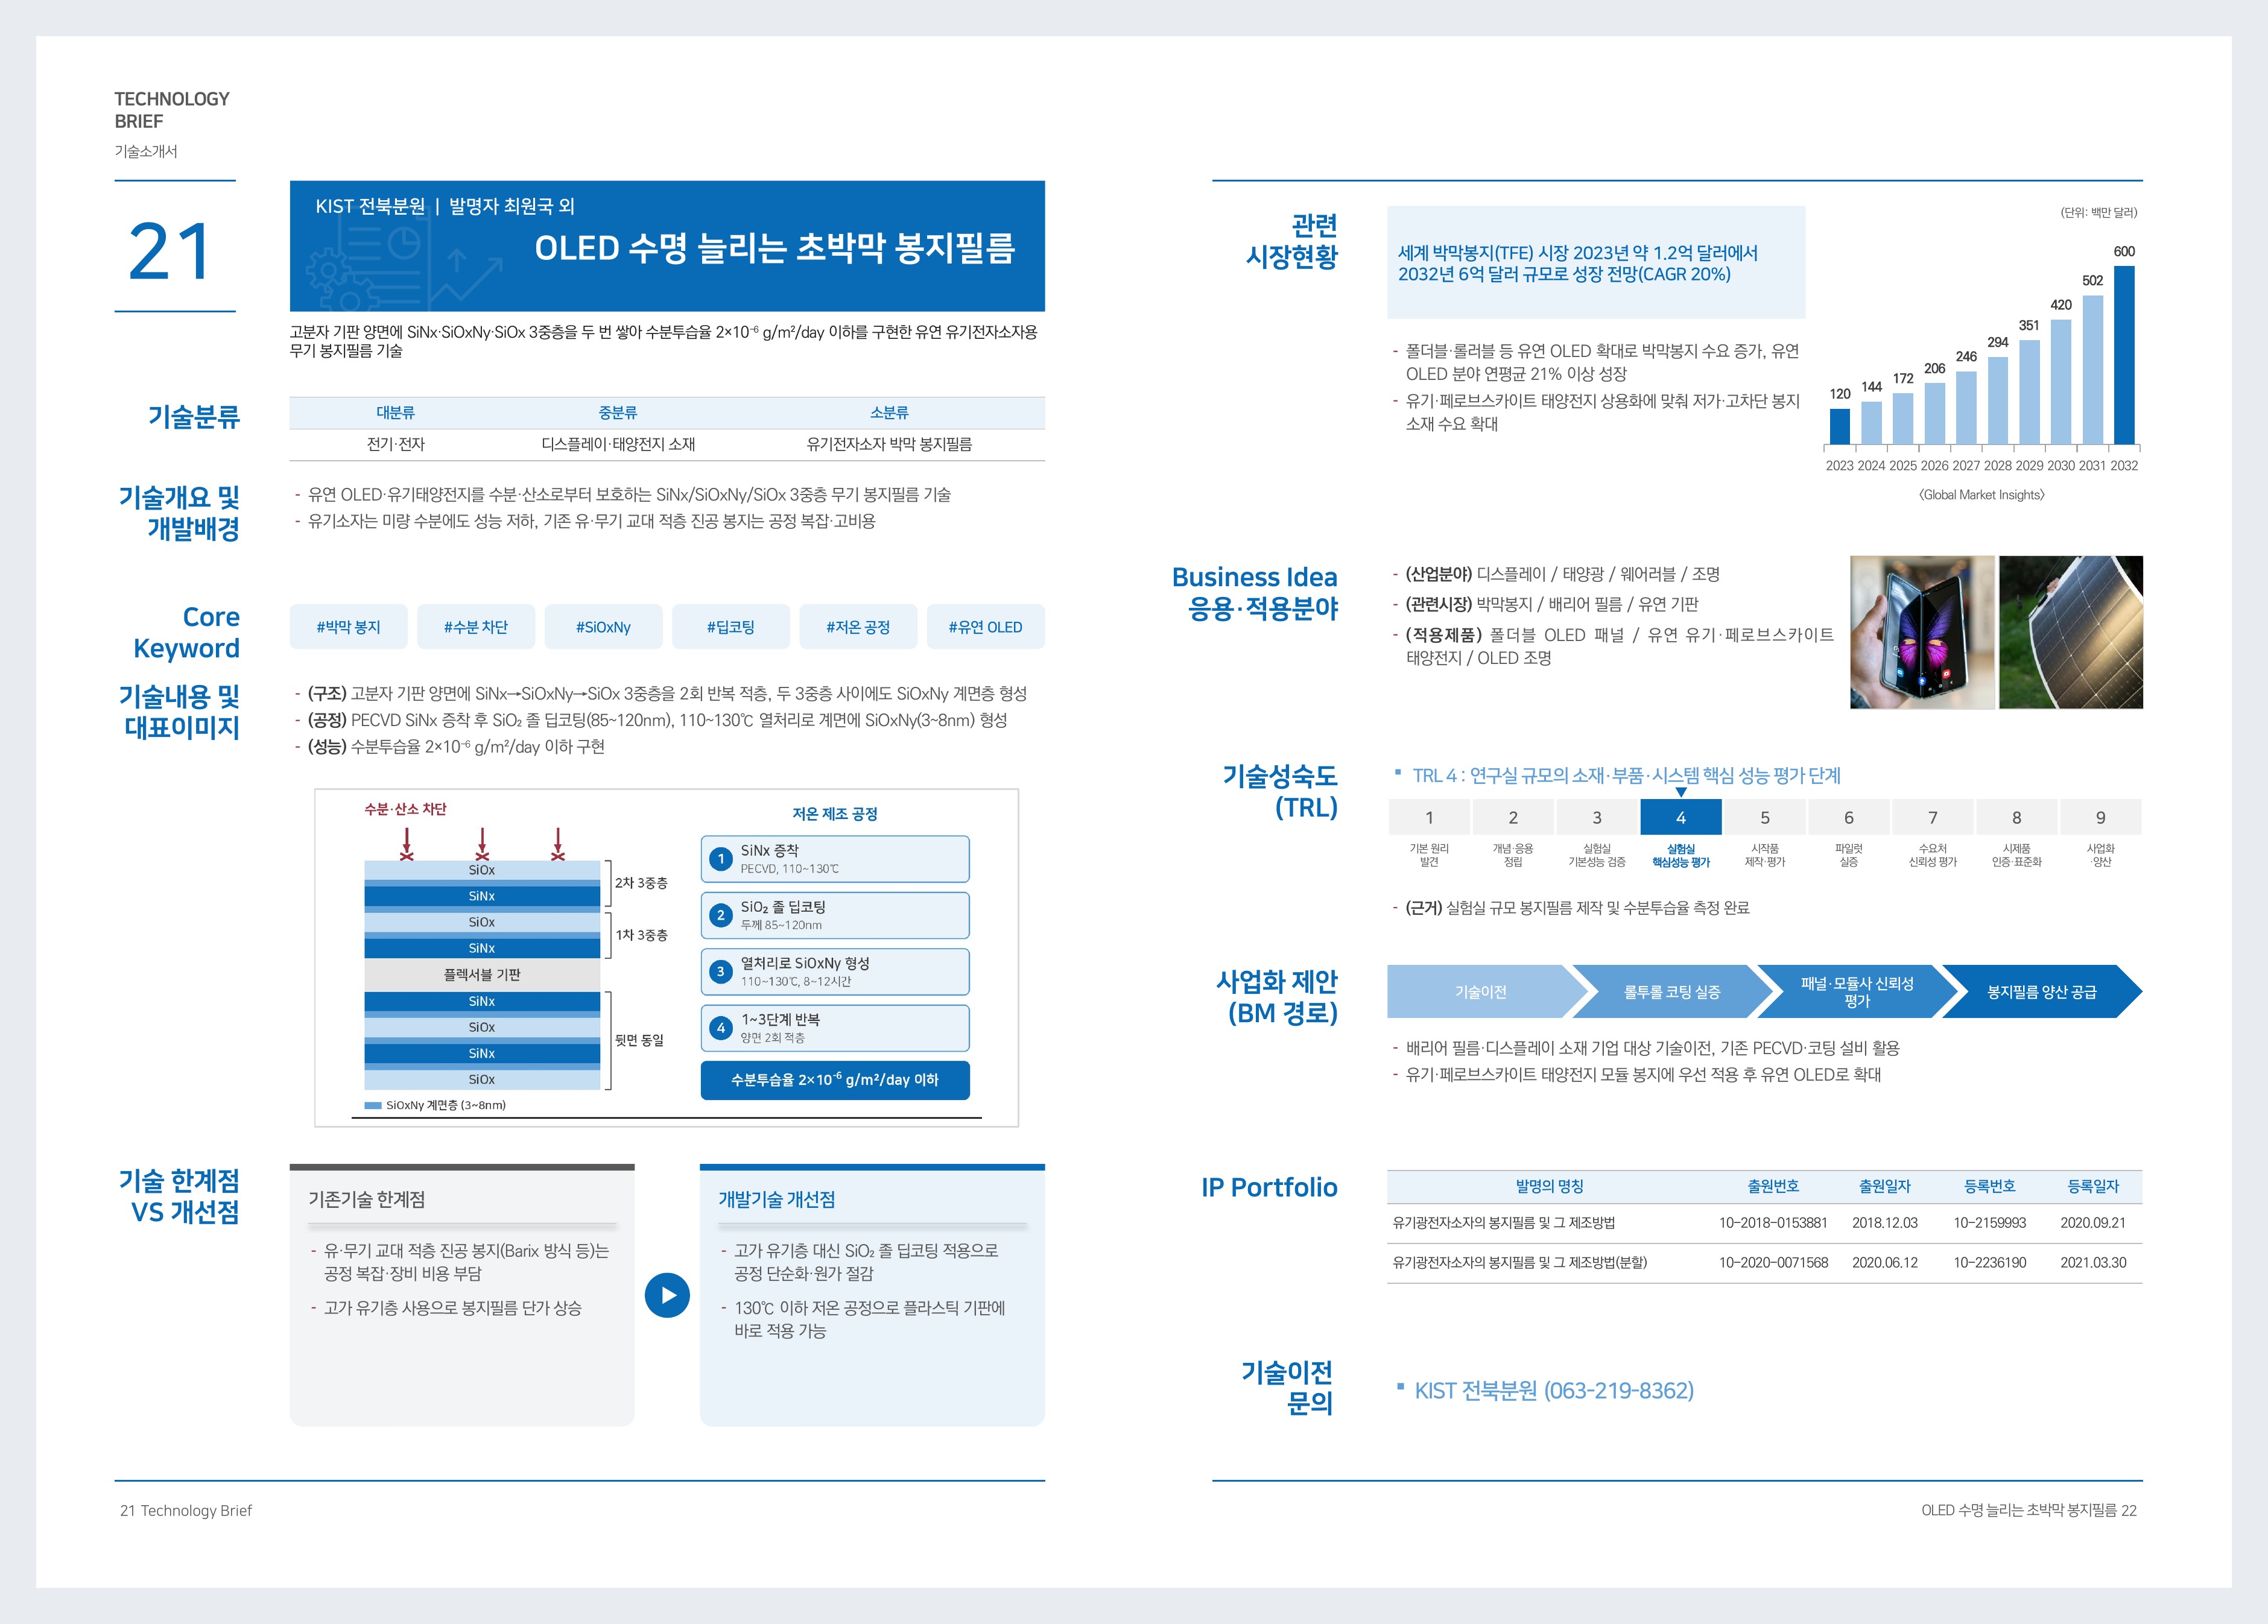 TECHNOLOGY
BRIEF
기술소개서
21
KIST 전북분원 | 발명자 최원국 외
OLED 수명 늘리는 초박막 봉지필름
고분자 기판 양면에 SiNx·SiOxNy·SiOx 3중층을 두 번 쌓아 수분투습율 2×10⁻⁶ g/m²/day 이하를 구현한 유연 유기전자소자용
무기 봉지필름 기술
기술분류
대분류 중분류 소분류
전기·전자 디스플레이·태양전지 소재 유기전자소자 박막 봉지필름
기술개요 및
개발배경
- 유연 OLED·유기태양전지를 수분·산소로부터 보호하는 SiNx/SiOxNy/SiOx 3중층 무기 봉지필름 기술
- 유기소자는 미량 수분에도 성능 저하, 기존 유·무기 교대 적층 진공 봉지는 공정 복잡·고비용
Core
Keyword
#박막 봉지 #수분 차단 #SiOxNy #딥코팅 #저온 공정 #유연 OLED
기술내용 및
대표이미지
- (구조) 고분자 기판 양면에 SiNx→SiOxNy→SiOx 3중층을 2회 반복 적층, 두 3중층 사이에도 SiOxNy 계면층 형성
- (공정) PECVD SiNx 증착 후 SiO₂ 졸 딥코팅(85~120nm), 110~130℃ 열처리로 계면에 SiOxNy(3~8nm) 형성
- (성능) 수분투습율 2×10⁻⁶ g/m²/day 이하 구현
수분·산소 차단
SiOx
SiNx
SiOx
SiNx
플렉서블 기판
SiNx
SiOx
SiNx
SiOx
2차 3중층
1차 3중층
뒷면 동일
SiOxNy 계면층 (3~8nm)
저온 제조 공정
1 SiNx 증착
PECVD, 110~130℃
2 SiO₂ 졸 딥코팅
두께 85~120nm
3 열처리로 SiOxNy 형성
110~130℃, 8~12시간
4 1~3단계 반복
양면 2회 적층
수분투습율 2×10⁻⁶ g/m²/day 이하
기술 한계점
VS 개선점
기존기술 한계점
- 유·무기 교대 적층 진공 봉지(Barix 방식 등)는
공정 복잡·장비 비용 부담
- 고가 유기층 사용으로 봉지필름 단가 상승
개발기술 개선점
- 고가 유기층 대신 SiO₂ 졸 딥코팅 적용으로
공정 단순화·원가 절감
- 130℃ 이하 저온 공정으로 플라스틱 기판에
바로 적용 가능
21 Technology Brief
관련
시장현황
세계 박막봉지(TFE) 시장 2023년 약 1.2억 달러에서
2032년 6억 달러 규모로 성장 전망(CAGR 20%)
- 폴더블·롤러블 등 유연 OLED 확대로 박막봉지 수요 증가, 유연
OLED 분야 연평균 21% 이상 성장
- 유기·페로브스카이트 태양전지 상용화에 맞춰 저가·고차단 봉지
소재 수요 확대
(단위: 백만 달러)
120 144 172 206 246 294 351 420 502 600
2023 2024 2025 2026 2027 2028 2029 2030 2031 2032
〈Global Market Insights〉
Business Idea
응용·적용분야
- (산업분야) 디스플레이 / 태양광 / 웨어러블 / 조명
- (관련시장) 박막봉지 / 배리어 필름 / 유연 기판
- (적용제품) 폴더블 OLED 패널 / 유연 유기·페로브스카이트
태양전지 / OLED 조명
기술성숙도
(TRL)
▪ TRL 4 : 연구실 규모의 소재·부품·시스템 핵심 성능 평가 단계
1 2 3 4 5 6 7 8 9
기본 원리 개념·응용 실험실 실험실 시작품 파일럿 수요처 시제품 사업화
발견 정립 기본성능 검증 핵심성능 평가 제작·평가 실증 신뢰성 평가 인증·표준화 ·양산
- (근거) 실험실 규모 봉지필름 제작 및 수분투습율 측정 완료
사업화 제안
(BM 경로)
기술이전
롤투롤 코팅 실증
패널·모듈사 신뢰성
평가
봉지필름 양산 공급
- 배리어 필름·디스플레이 소재 기업 대상 기술이전, 기존 PECVD·코팅 설비 활용
- 유기·페로브스카이트 태양전지 모듈 봉지에 우선 적용 후 유연 OLED로 확대
IP Portfolio
발명의 명칭 출원번호 출원일자 등록번호 등록일자
유기광전자소자의 봉지필름 및 그 제조방법 10-2018-0153881 2018.12.03 10-2159993 2020.09.21
유기광전자소자의 봉지필름 및 그 제조방법(분할) 10-2020-0071568 2020.06.12 10-2236190 2021.03.30
기술이전
문의
▪ KIST 전북분원 (063-219-8362)
OLED 수명 늘리는 초박막 봉지필름 22